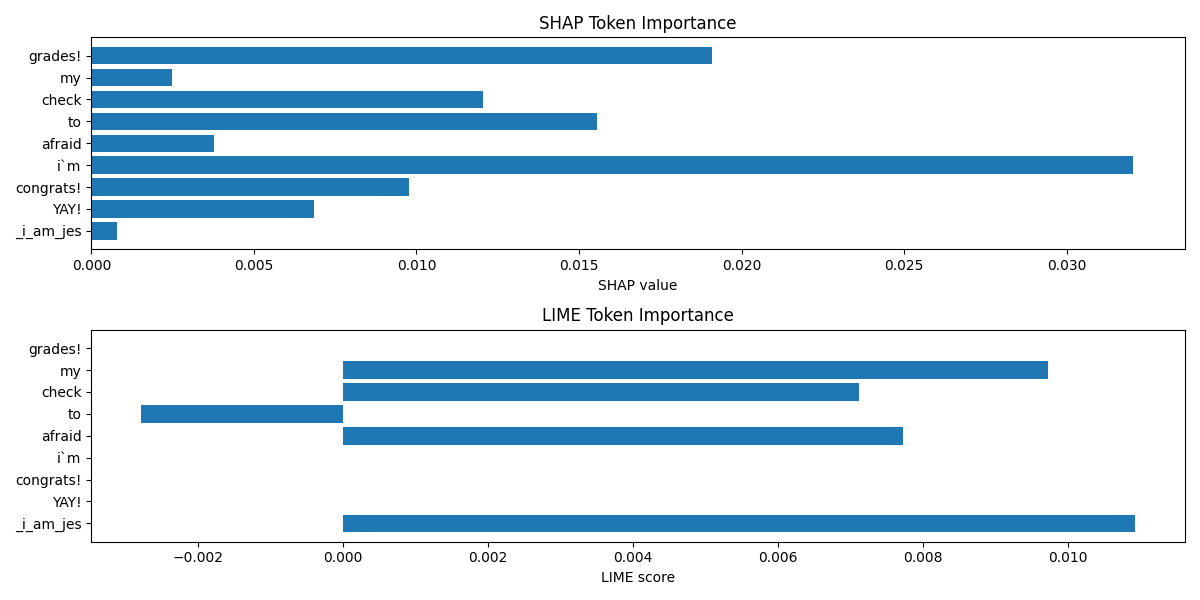 SHAP Token Importance
grades!
my
check
to
afraid
i`m
congrats!
YAY!
_i_am_jes
0.000 0.005 0.010 0.015 0.020 0.025 0.030
SHAP value
LIME Token Importance
grades!
my
check
to
afraid
i`m
congrats!
YAY!
_i_am_jes
−0.002 0.000 0.002 0.004 0.006 0.008 0.010
LIME score